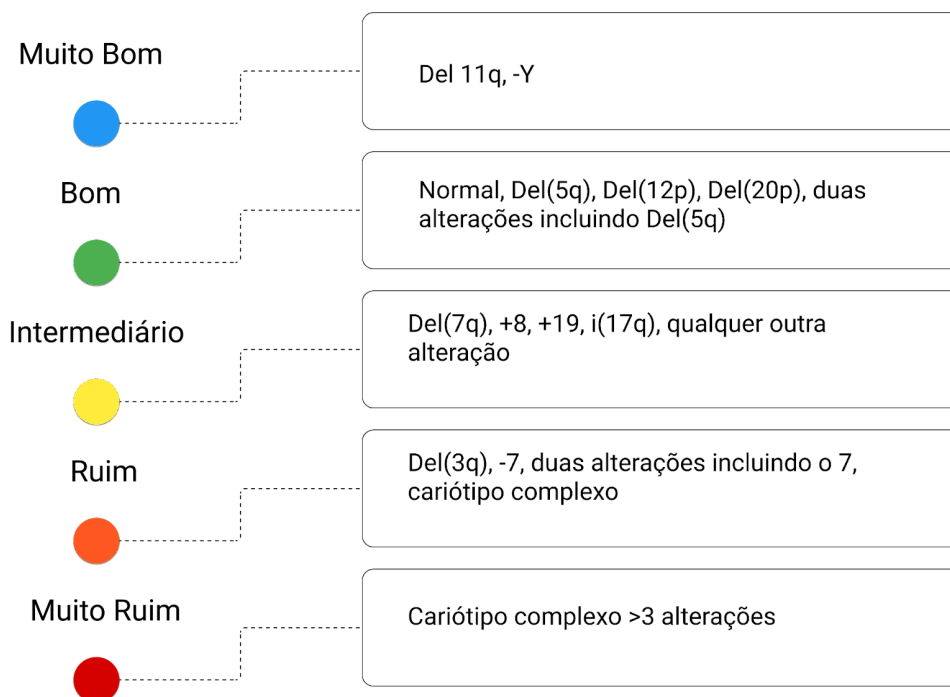 Muito Bom
Del 11q, -Y
Bom
Normal, Del(5q), Del(12p), Del(20p), duas
alterações incluindo Del(5q)
Intermediário
Del(7q), +8, +19, i(17q), qualquer outra
alteração
Ruim
Del(3q), -7, duas alterações incluindo o 7,
cariótipo complexo
Muito Ruim
Cariótipo complexo >3 alterações